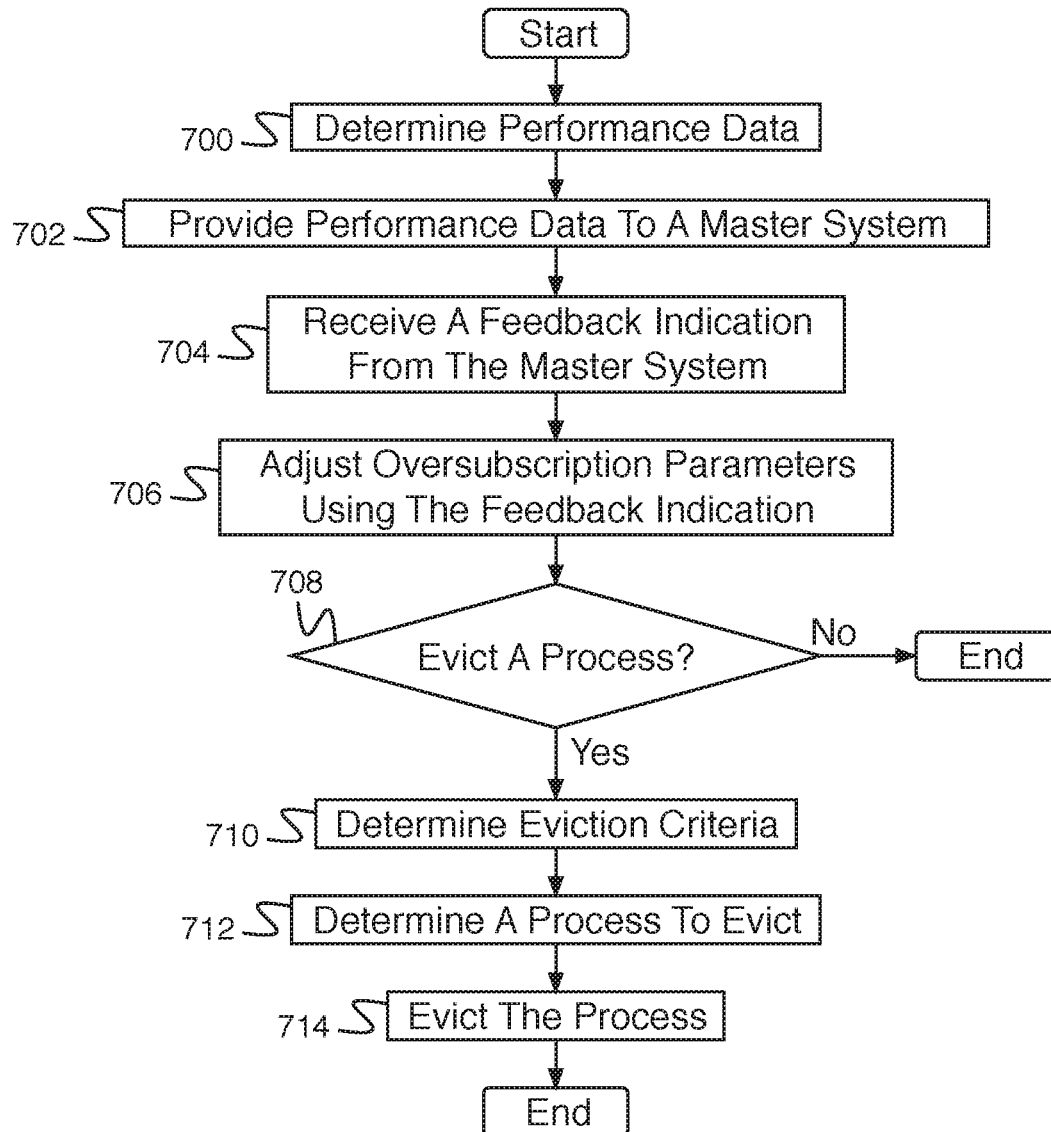 Start
700
Determine Performance Data
702
Provide Performance Data To A Master System
704
Receive A Feedback Indication
From The Master System
706
Adjust Oversubscription Parameters
Using The Feedback Indication
708
Evict A Process?
No
End
Yes
710
Determine Eviction Criteria
712
Determine A Process To Evict
714
Evict The Process
End